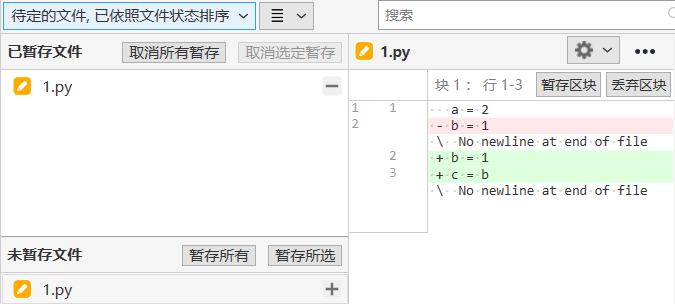 待定的文件, 已依照文件状态排序
搜索
已暂存文件 取消所有暂存 取消选定暂存
1.py
1.py
块 1： 行 1-3 暂存区块 丢弃区块
1 1 a = 2
2 - b = 1
\ No newline at end of file
2 + b = 1
3 + c = b
\ No newline at end of file
未暂存文件 暂存所有 暂存所选
1.py